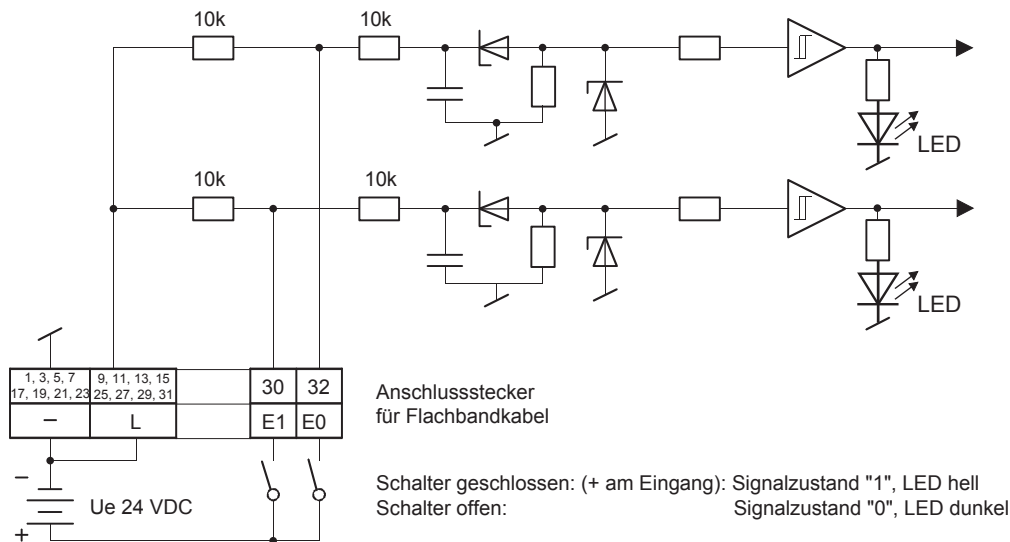 10k 10k
LED
10k 10k
LED
1, 3, 5, 7
17, 19, 21, 23
9, 11, 13, 15
25, 27, 29, 31
30 32
– L E1 E0
Anschlussstecker
für Flachbandkabel
–
Ue 24 VDC
+
Schalter geschlossen: (+ am Eingang): Signalzustand "1", LED hell
Schalter offen: Signalzustand "0", LED dunkel